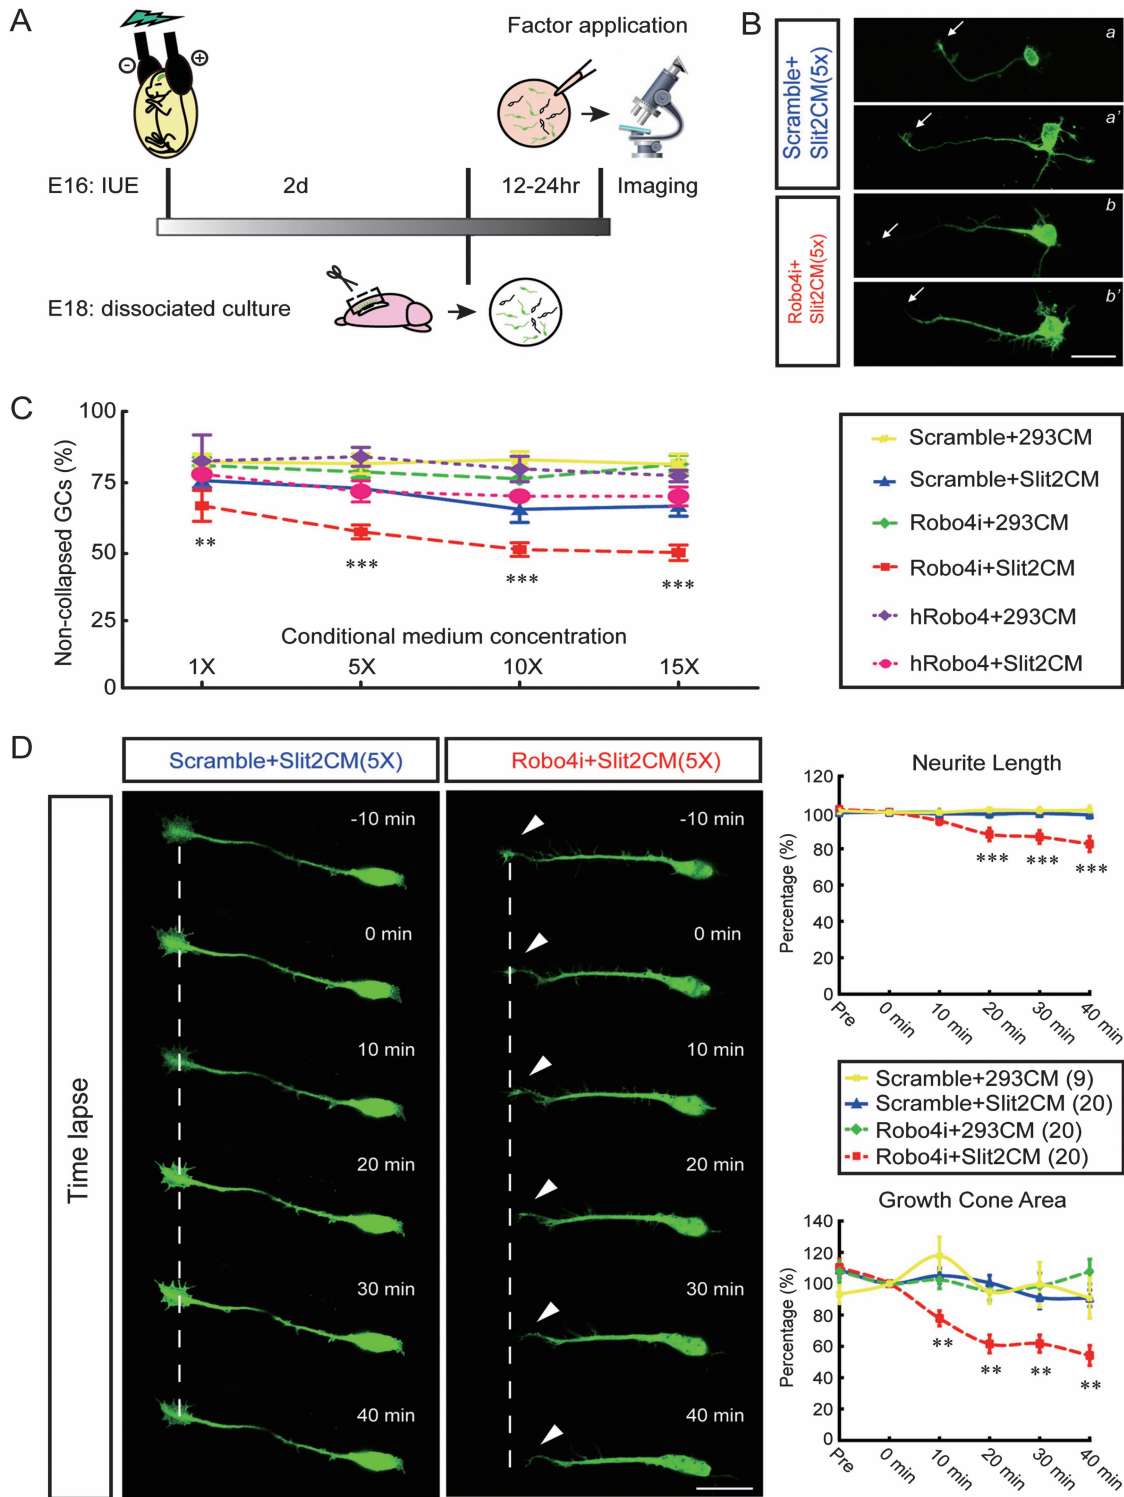 A
Factor application
E16: IUE
2d
12-24hr
Imaging
E18: dissociated culture
B
Scramble+
Slit2CM(5x)
a
a'
Robo4i+
Slit2CM(5x)
b
b'
C
Non-collapsed GCs (%)
100
75
50
25
0
**
***
***
***
Conditional medium concentration
1X
5X
10X
15X
Scramble+293CM
Scramble+Slit2CM
Robo4i+293CM
Robo4i+Slit2CM
hRobo4+293CM
hRobo4+Slit2CM
D
Time lapse
Scramble+Slit2CM(5X)
-10 min
0 min
10 min
20 min
30 min
40 min
Robo4i+Slit2CM(5X)
-10 min
0 min
10 min
20 min
30 min
40 min
Neurite Length
Percentage (%)
120
100
80
60
40
20
0
***
***
***
Pre
0 min
10 min
20 min
30 min
40 min
Scramble+293CM (9)
Scramble+Slit2CM (20)
Robo4i+293CM (20)
Robo4i+Slit2CM (20)
Growth Cone Area
Percentage (%)
140
120
100
80
60
40
20
0
**
**
**
**
Pre
0 min
10 min
20 min
30 min
40 min